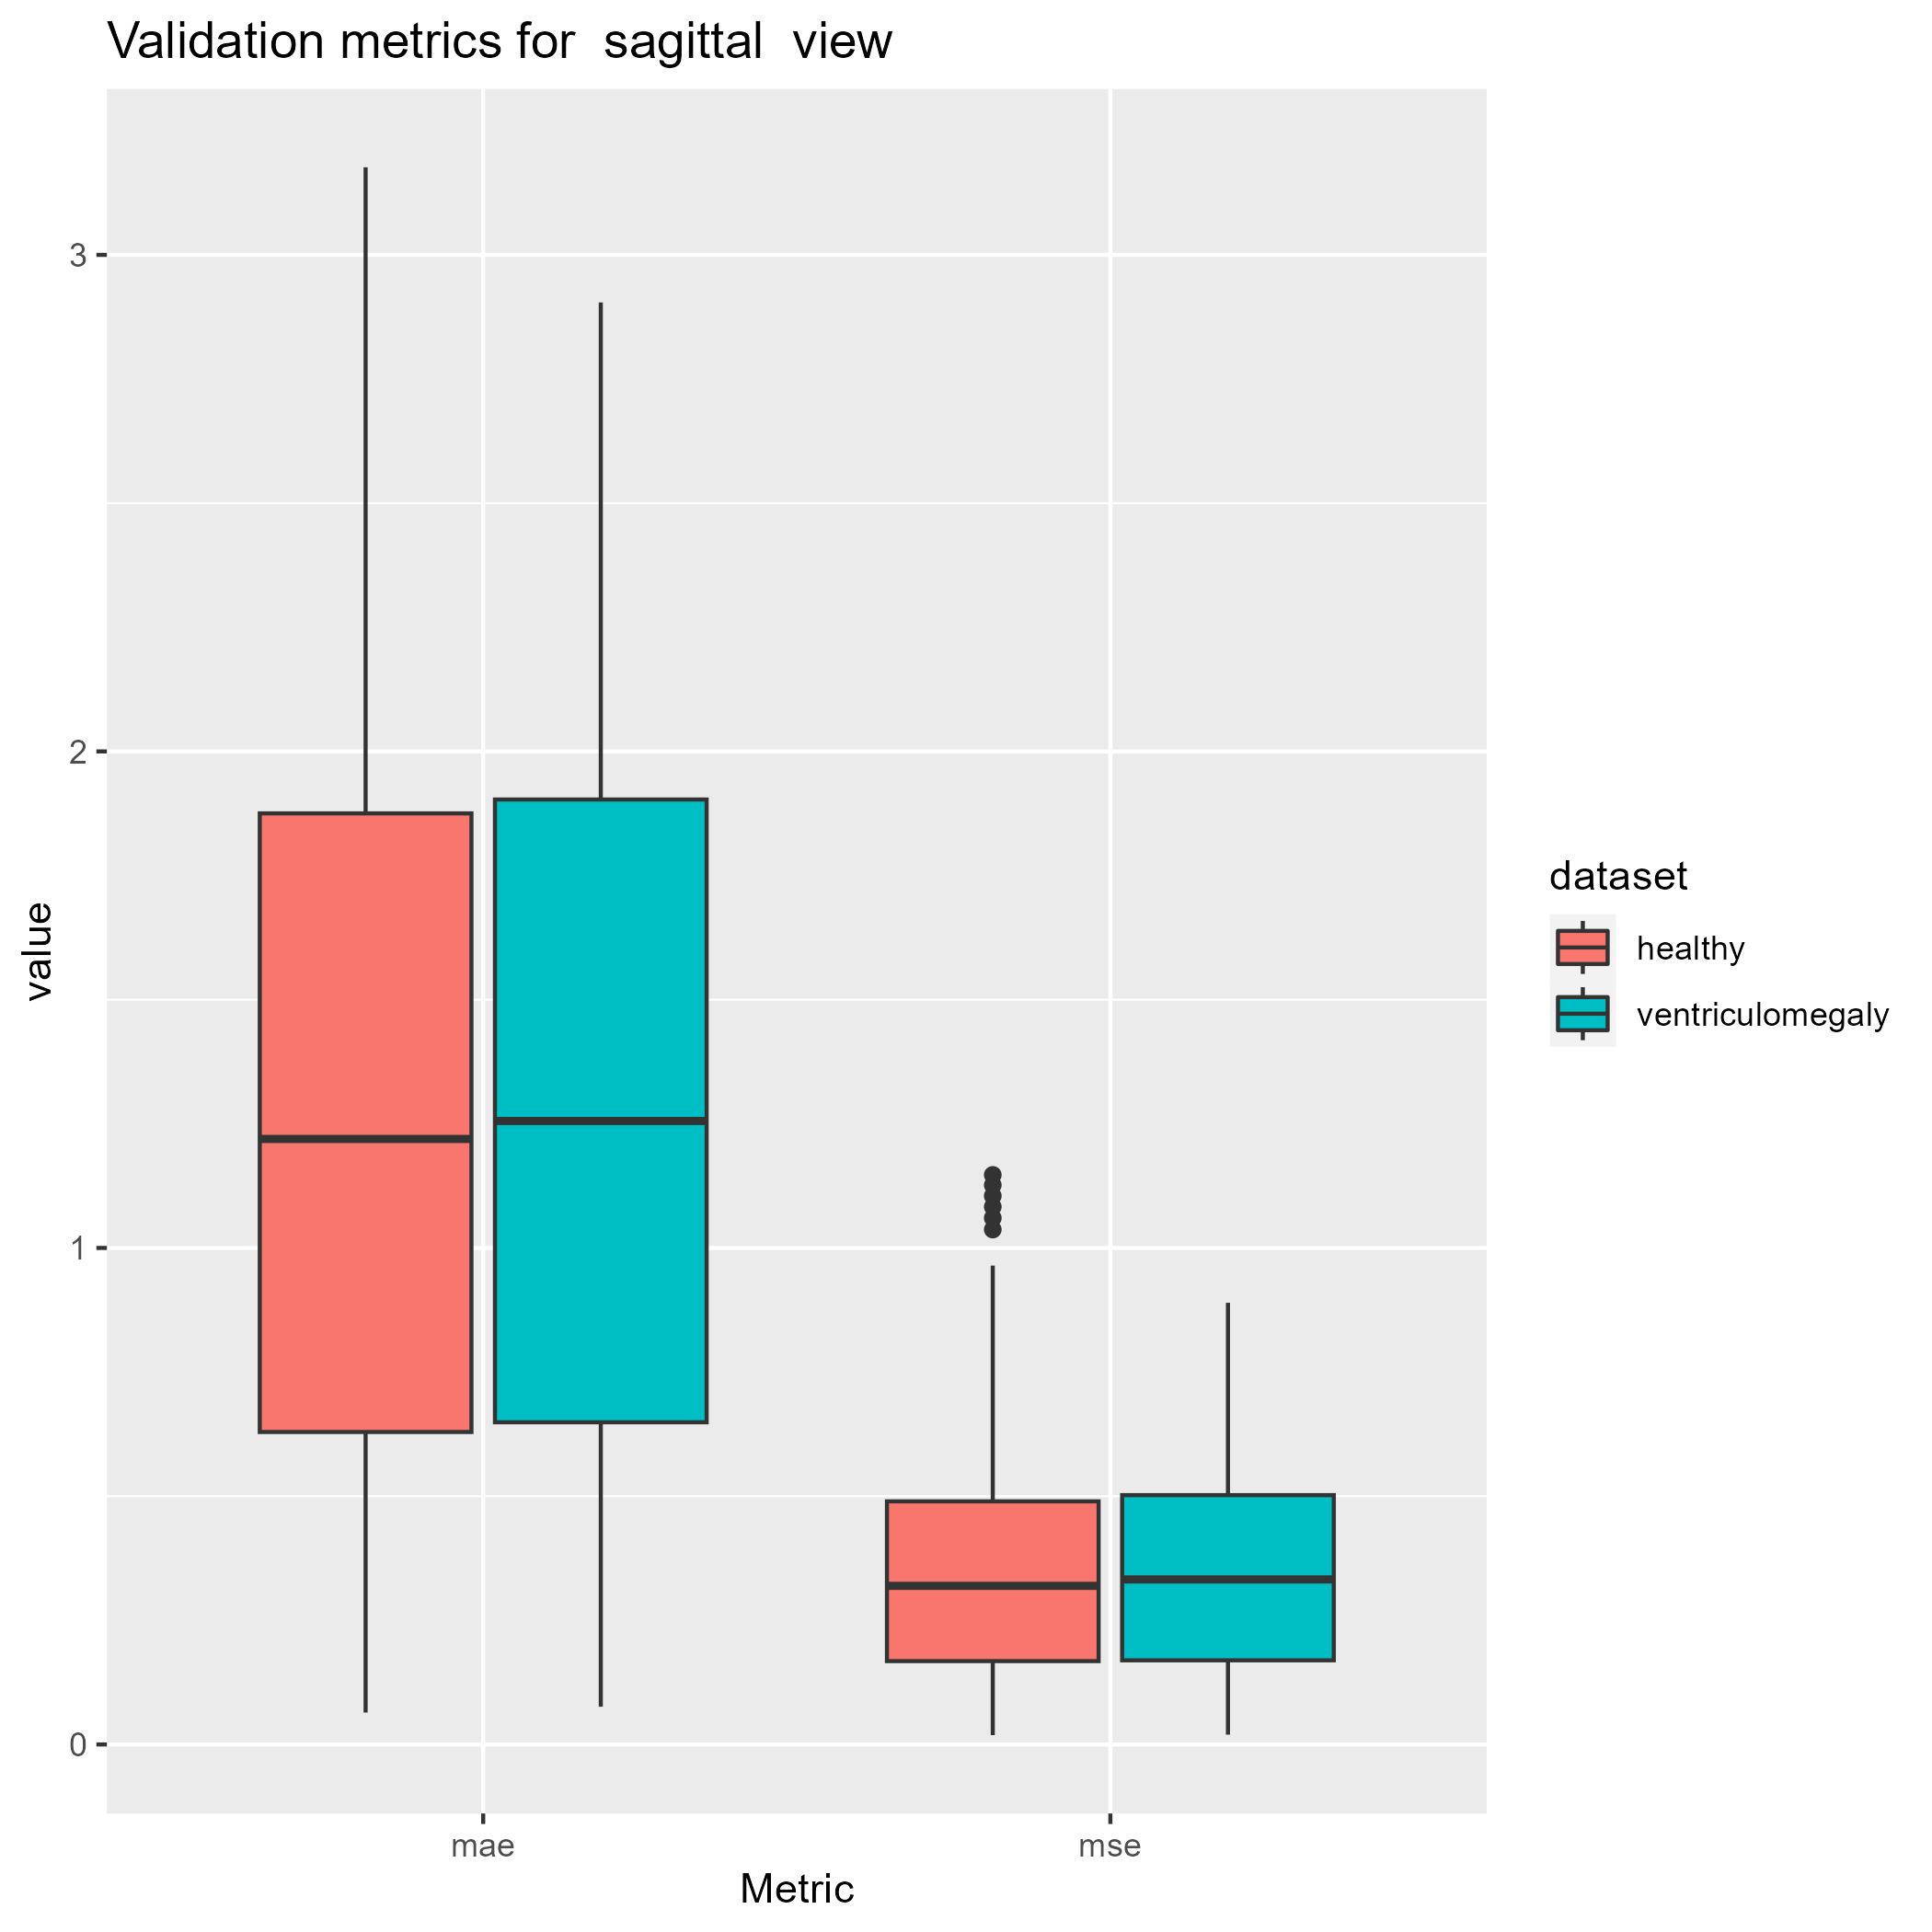 Validation metrics for  sagittal  view
3
2
1
0
value
mae
mse
Metric
dataset
healthy
ventriculomegaly